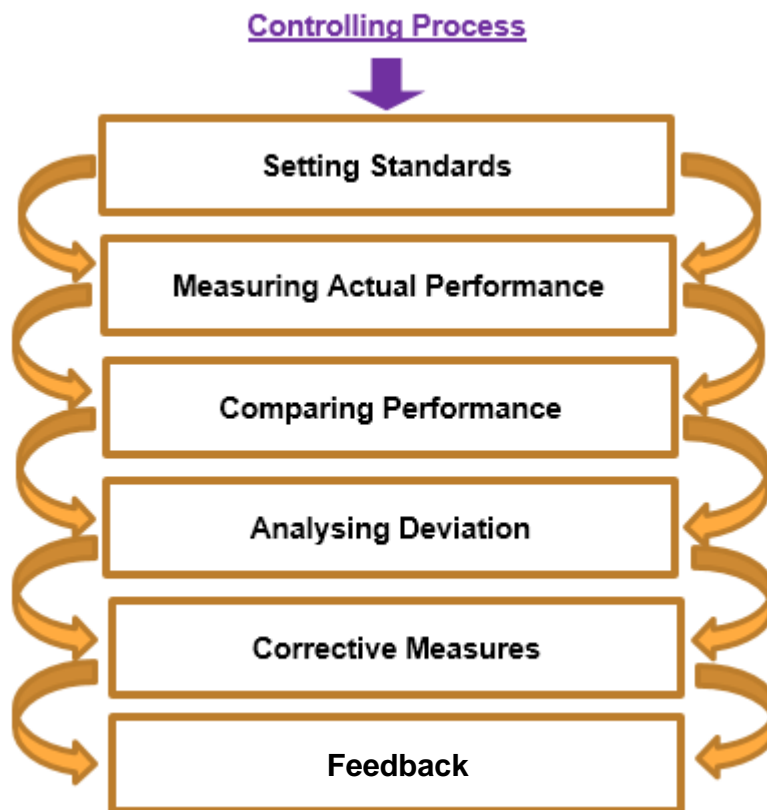 Controlling Process
Setting Standards
Measuring Actual Performance
Comparing Performance
Analysing Deviation
Corrective Measures
Feedback